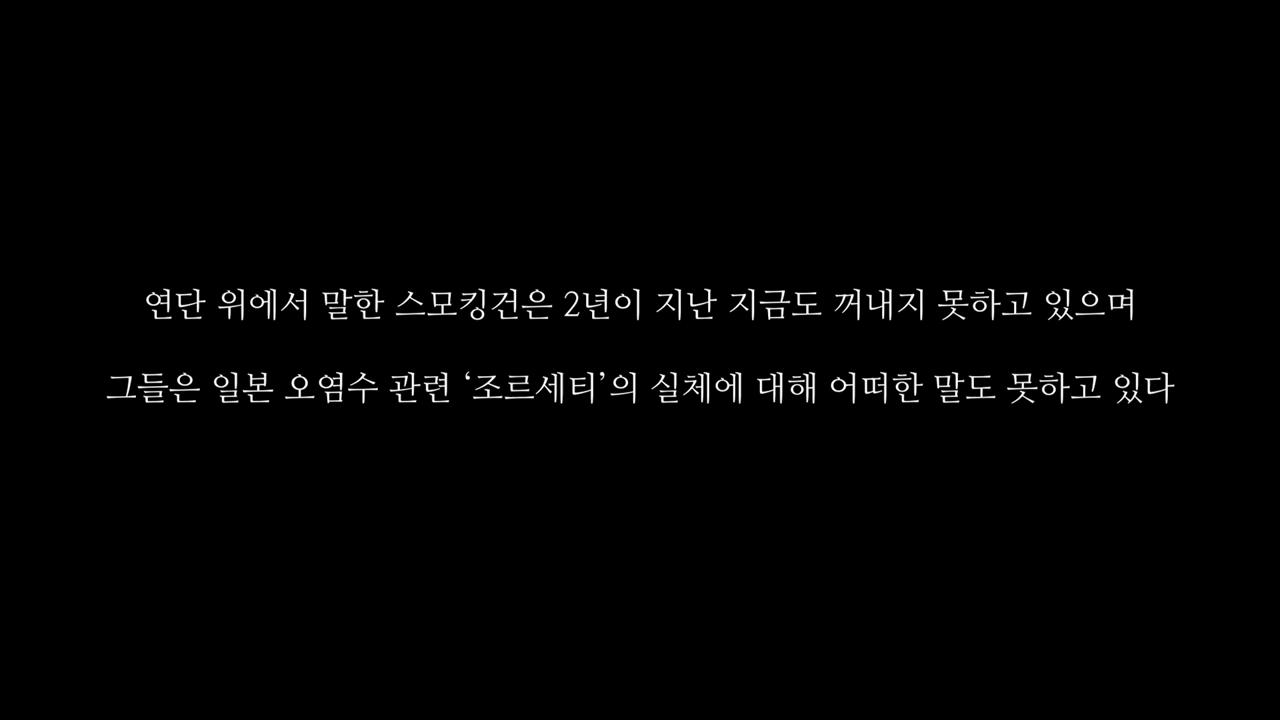 연단 위에서 말한 스모킹건은 2년이 지난 지금도 꺼내지 못하고 있으며
그들은 일본 오염수 관련 ‘조르세티’의 실체에 대해 어떠한 말도 못하고 있다